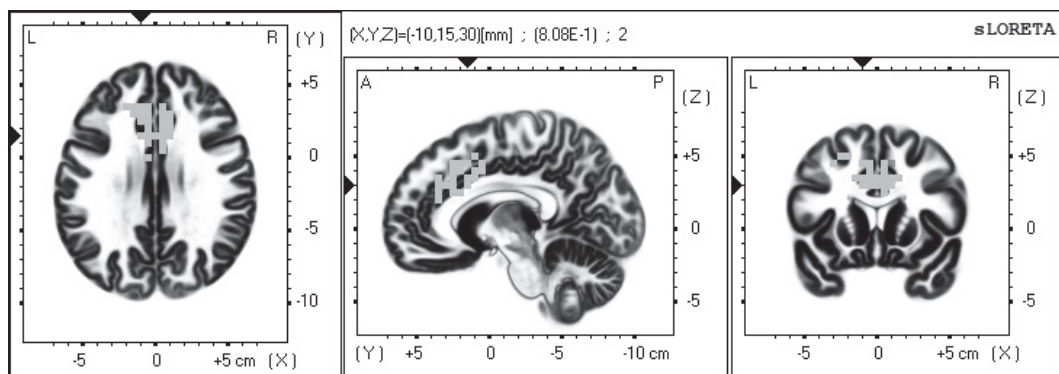 (X,Y,Z)=(-10,15,30)[mm] ; (8.08E-1) ; 2
sLORETA
L R (Y)
+5
0
-5
-10
-5 0 +5 cm (X)
A P (Z)
+5
0
-5
(Y) +5 0 -5 -10 cm
L R (Z)
+5
0
-5
-5 0 +5 cm (X)